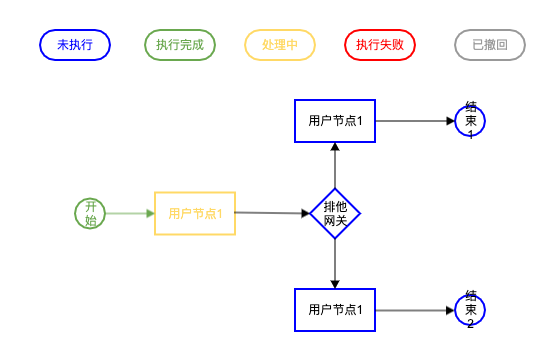 未执行
执行完成
处理中
执行失败
已撤回
用户节点1
结
束
1
开
始
用户节点1
排他
网关
用户节点1
结
束
2